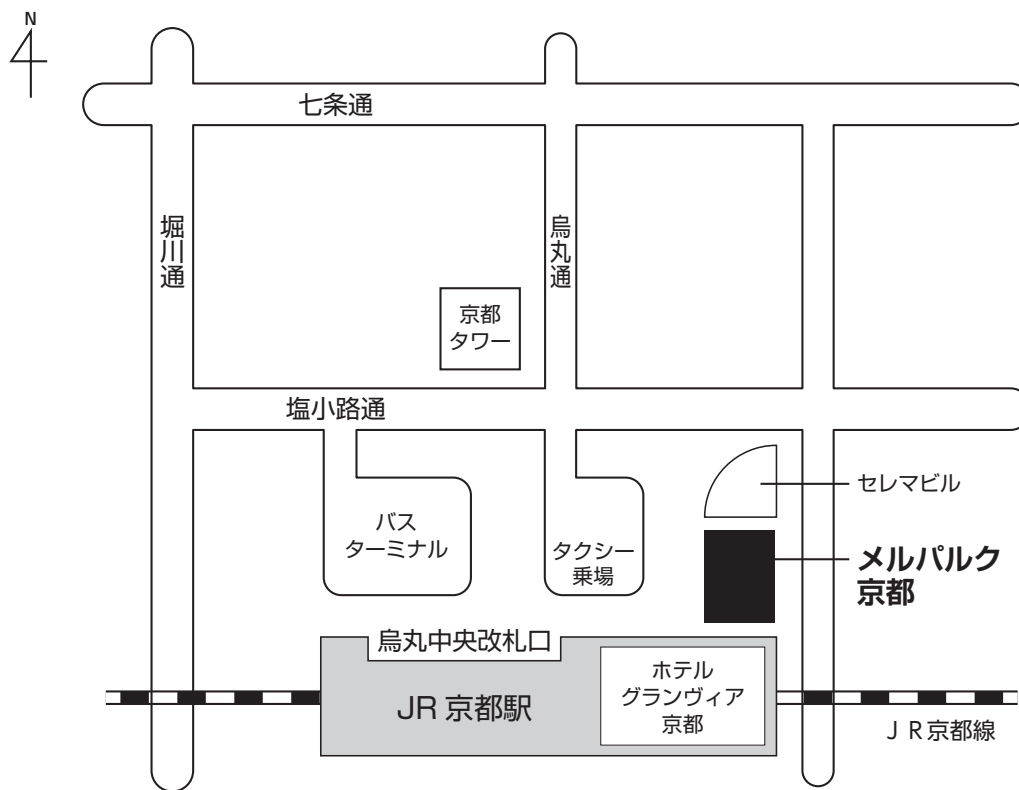 N
七条通
堀川通
烏丸通
京都
タワー
塩小路通
セレマビル
バス
ターミナル
タクシー
乗場
メルパルク
京都
烏丸中央改札口
JR 京都駅
ホテル
グランヴィア
京都
JR京都線